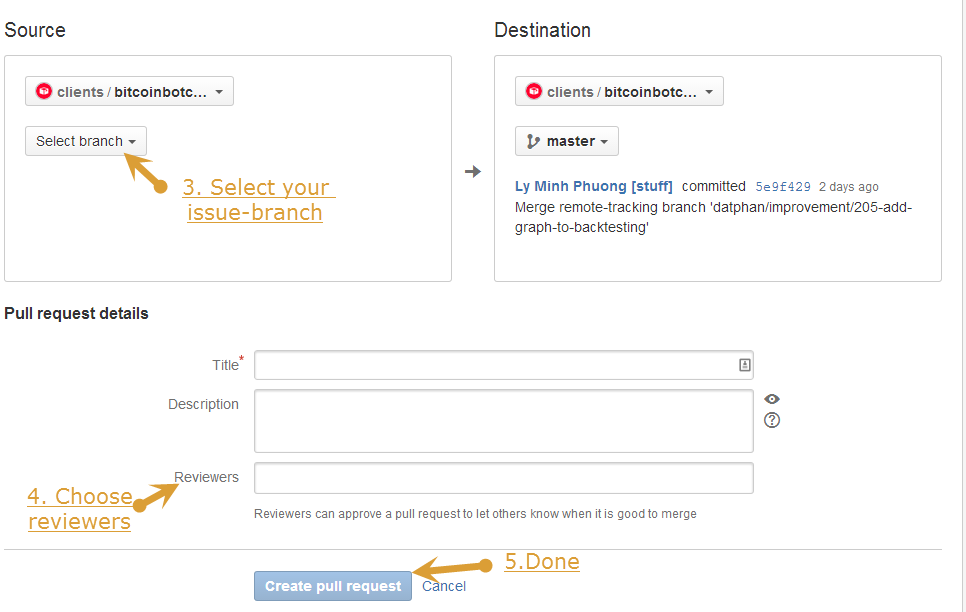 Source
Destination
clients / bitcoinbotc...
clients / bitcoinbotc...
Select branch
master
3. Select your
issue-branch
Ly Minh Phuong [stuff] committed 5e9f429 2 days ago
Merge remote-tracking branch 'datphan/improvement/205-add-
graph-to-backtesting'
Pull request details
Title*
Description
Reviewers
4. Choose
reviewers
Reviewers can approve a pull request to let others know when it is good to merge
5.Done
Create pull request
Cancel